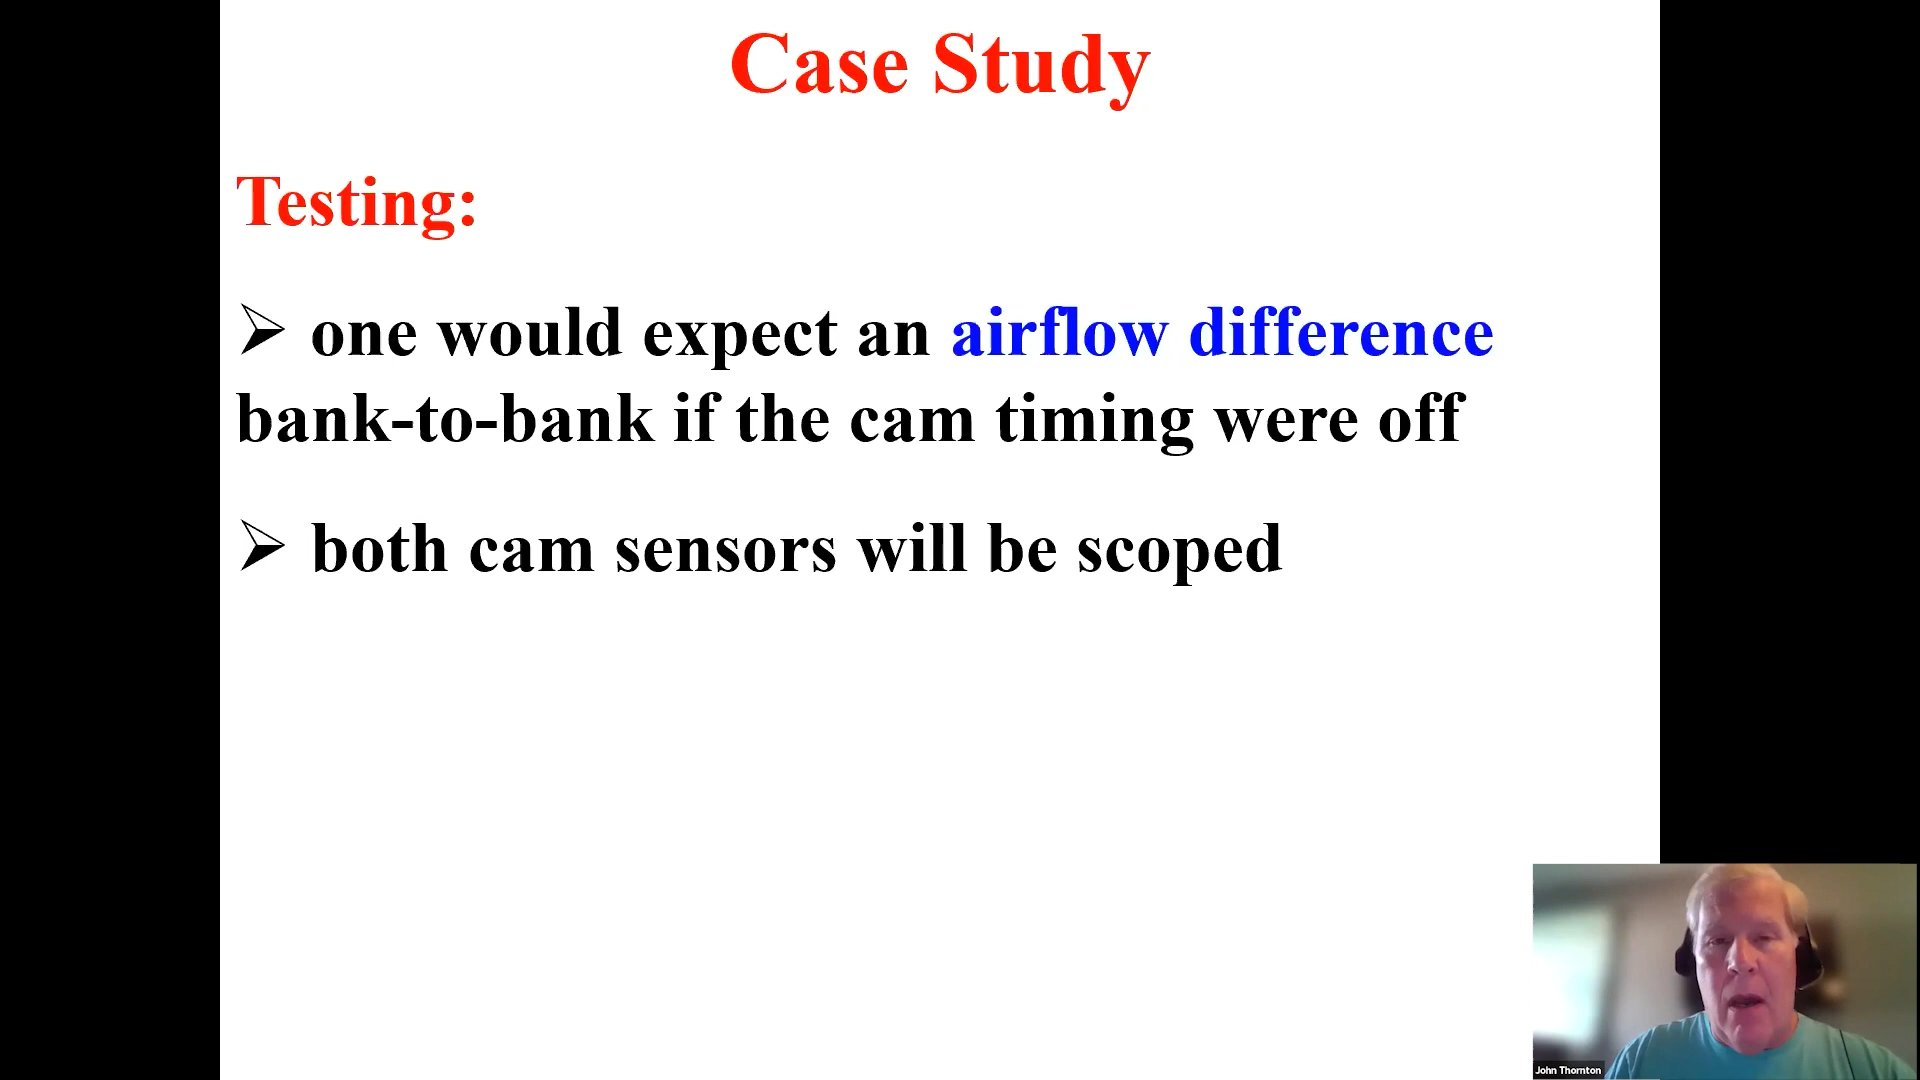 Case Study
Testing:
➢ one would expect an airflow difference
bank-to-bank if the cam timing were off
➢ both cam sensors will be scoped
John Thornton